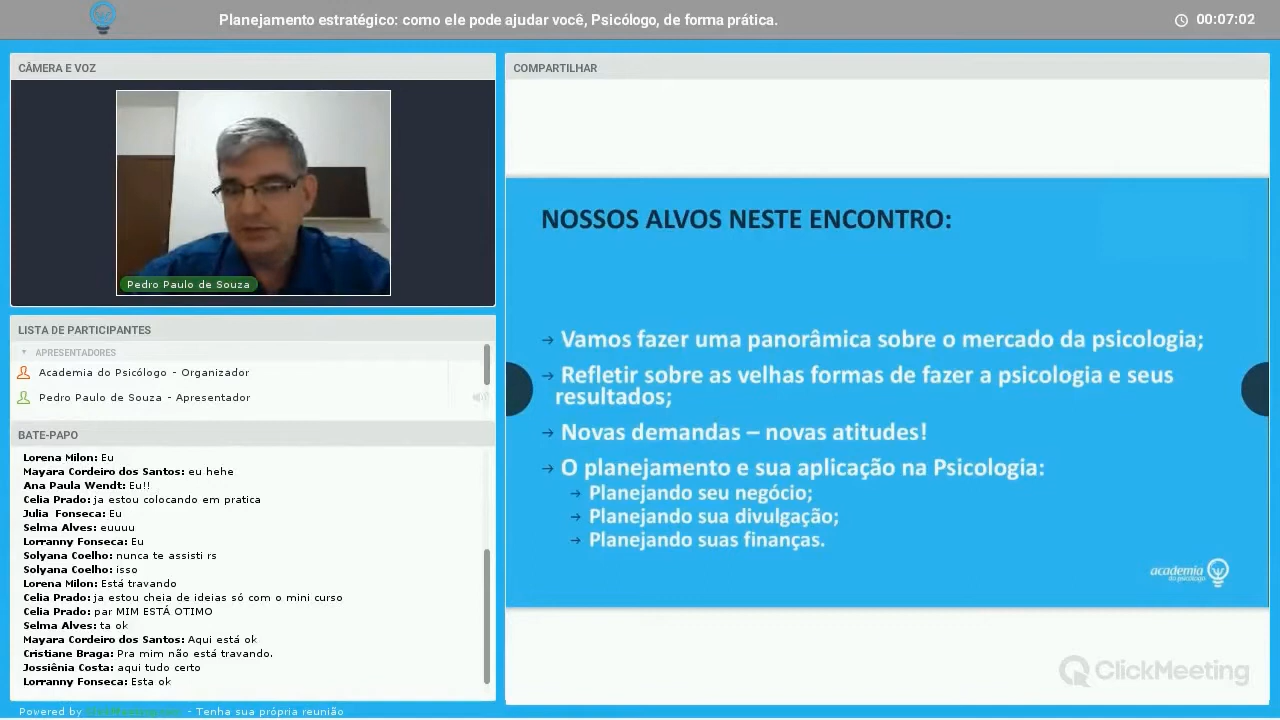 Planejamento estratégico: como ele pode ajudar você, Psicólogo, de forma prática.
00:07:02
CÂMERA E VOZ
Pedro Paulo de Souza
LISTA DE PARTICIPANTES
APRESENTADORES
Academia do Psicólogo - Organizador
Pedro Paulo de Souza - Apresentador
BATE-PAPO
Lorena Milon: Eu
Mayara Cordeiro dos Santos: eu hehe
Ana Paula Wendt: Eu!!
Celia Prado: ja estou colocando em pratica
Julia Fonseca: Eu
Selma Alves: euuuu
Lorranny Fonseca: Eu
Solyana Coelho: nunca te assisti rs
Solyana Coelho: isso
Lorena Milon: Está travando
Celia Prado: ja estou cheia de ideias só com o mini curso
Celia Prado: par MIM ESTÁ OTIMO
Selma Alves: ta ok
Mayara Cordeiro dos Santos: Aqui está ok
Cristiane Braga: Pra mim não está travando.
Jossiênia Costa: aqui tudo certo
Lorranny Fonseca: Esta ok
Powered by - Tenha sua própria reunião
COMPARTILHAR
NOSSOS ALVOS NESTE ENCONTRO:
→ Vamos fazer uma panorâmica sobre o mercado da psicologia;
→ Refletir sobre as velhas formas de fazer a psicologia e seus
resultados;
→ Novas demandas – novas atitudes!
→ O planejamento e sua aplicação na Psicologia:
→ Planejando seu negócio;
→ Planejando sua divulgação;
→ Planejando suas finanças.
academia
do psicólogo
ClickMeeting